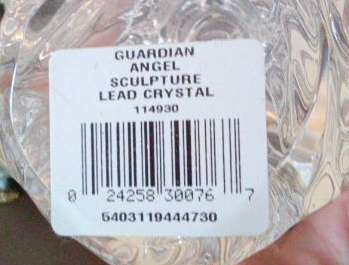 GUARDIAN
ANGEL
SCULPTURE
LEAD CRYSTAL
114930
0 24258 30076 7
5403119444730